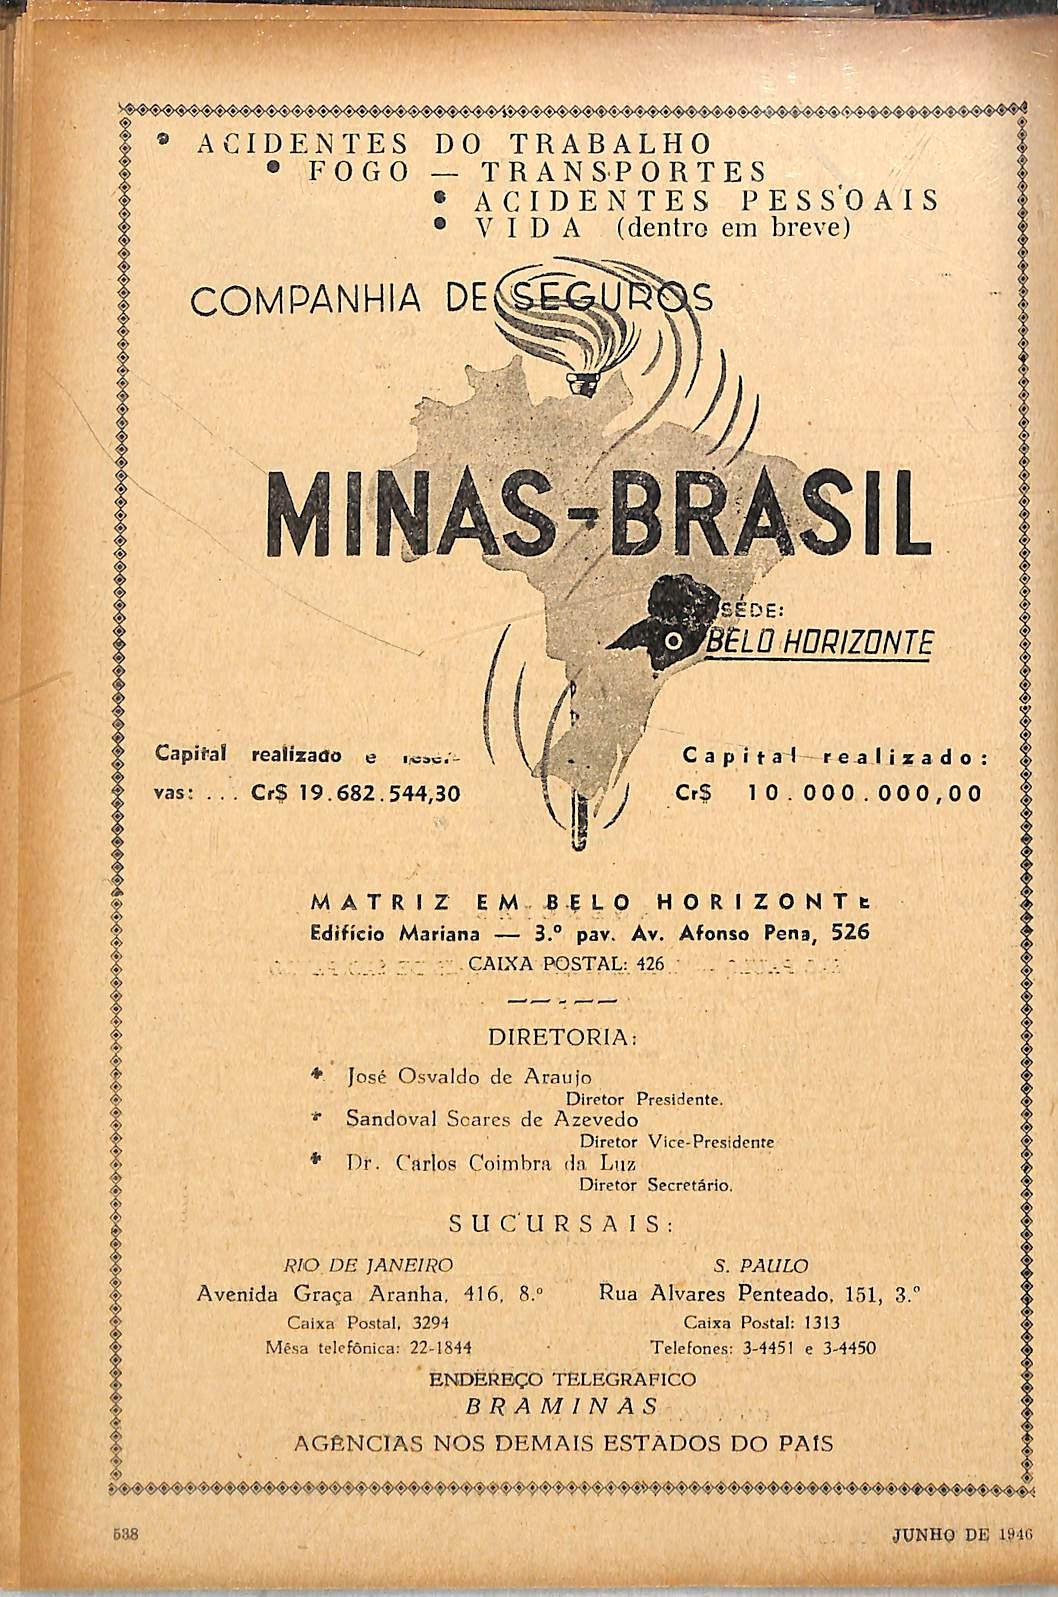 • ACIDENTES DO TRABALHO
• FOGO — TRANSPORTES
• ACIDENTES PESSOAIS
• VIDA (dentro em breve)
COMPANHIA DE SEGUROS
MINAS-BRASIL
SÉDE:
BELO HORIZONTE
Capital realizado e reser-
vas: ... Cr$ 19.682.544,30
Capital realizado:
Cr$ 10.000.000,00
MATRIZ EM BELO HORIZONTE
Edifício Mariana — 3.º pav. Av. Afonso Pena, 526
CAIXA POSTAL: 426
DIRETORIA:
José Osvaldo de Araujo
Diretor Presidente.
Sandoval Soares de Azevedo
Diretor Vice-Presidente
Dr. Carlos Coimbra da Luz
Diretor Secretário.
SUCURSAIS:
RIO DE JANEIRO
Avenida Graça Aranha, 416, 8.º
Caixa Postal, 3294
Mêsa telefônica: 22-1844
S. PAULO
Rua Alvares Penteado, 151, 3.º
Caixa Postal: 1313
Telefones: 3-4451 e 3-4450
ENDEREÇO TELEGRAFICO
BRAMINAS
AGÊNCIAS NOS DEMAIS ESTADOS DO PAÍS
538
JUNHO DE 1946